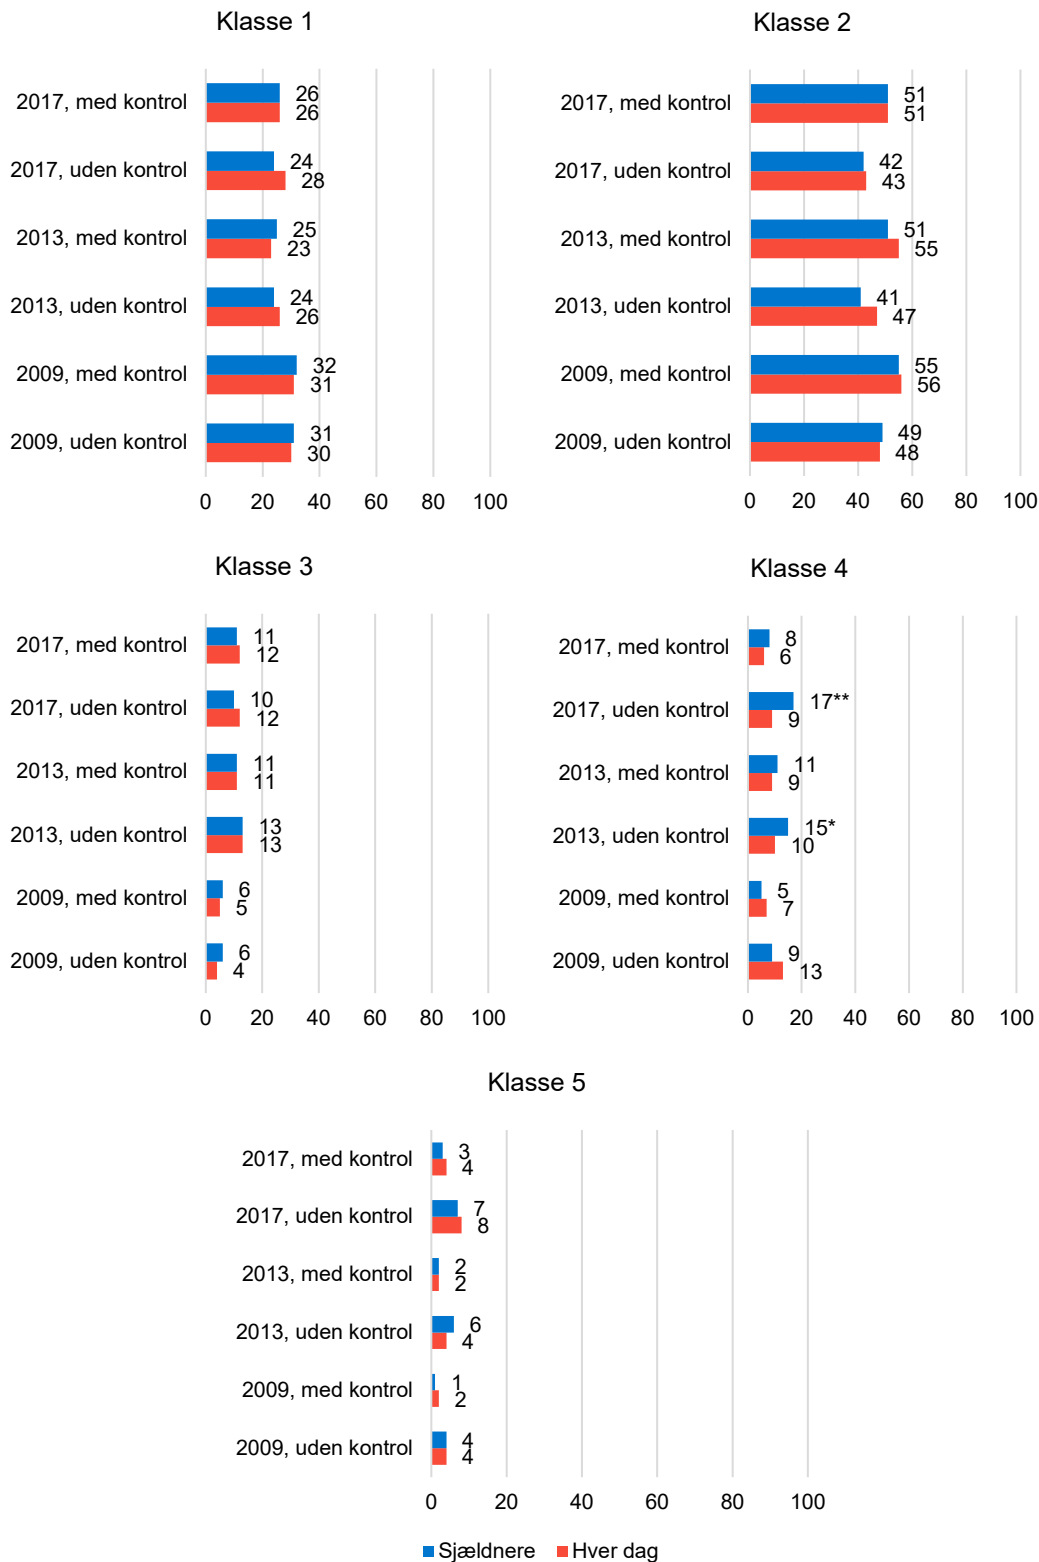 Klasse 1
2017, med kontrol 26 26
2017, uden kontrol 24 28
2013, med kontrol 25 23
2013, uden kontrol 24 26
2009, med kontrol 32 31
2009, uden kontrol 31 30
0 20 40 60 80 100
Klasse 2
2017, med kontrol 51 51
2017, uden kontrol 42 43
2013, med kontrol 51 55
2013, uden kontrol 41 47
2009, med kontrol 55 56
2009, uden kontrol 49 48
0 20 40 60 80 100
Klasse 3
2017, med kontrol 11 12
2017, uden kontrol 10 12
2013, med kontrol 11 11
2013, uden kontrol 13 13
2009, med kontrol 6 5
2009, uden kontrol 6 4
0 20 40 60 80 100
Klasse 4
2017, med kontrol 8 6
2017, uden kontrol 17** 9
2013, med kontrol 11 9
2013, uden kontrol 15* 10
2009, med kontrol 5 7
2009, uden kontrol 9 13
0 20 40 60 80 100
Klasse 5
2017, med kontrol 3 4
2017, uden kontrol 7 8
2013, med kontrol 2 2
2013, uden kontrol 6 4
2009, med kontrol 1 2
2009, uden kontrol 4 4
0 20 40 60 80 100
Sjældnere Hver dag